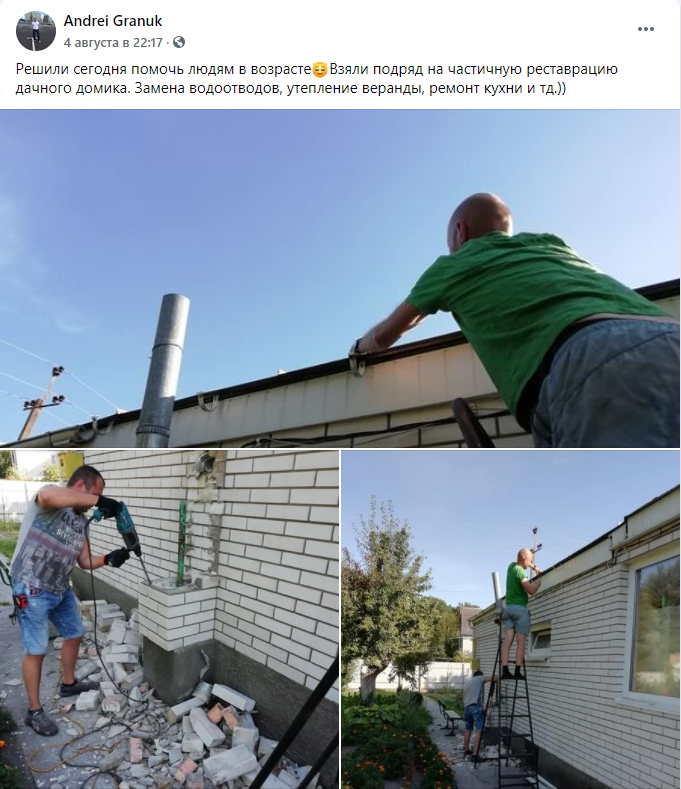 Andrei Granuk
4 августа в 22:17 ·
Решили сегодня помочь людям в возрасте😌Взяли подряд на частичную реставрацию
дачного домика. Замена водоотводов, утепление веранды, ремонт кухни и тд.))